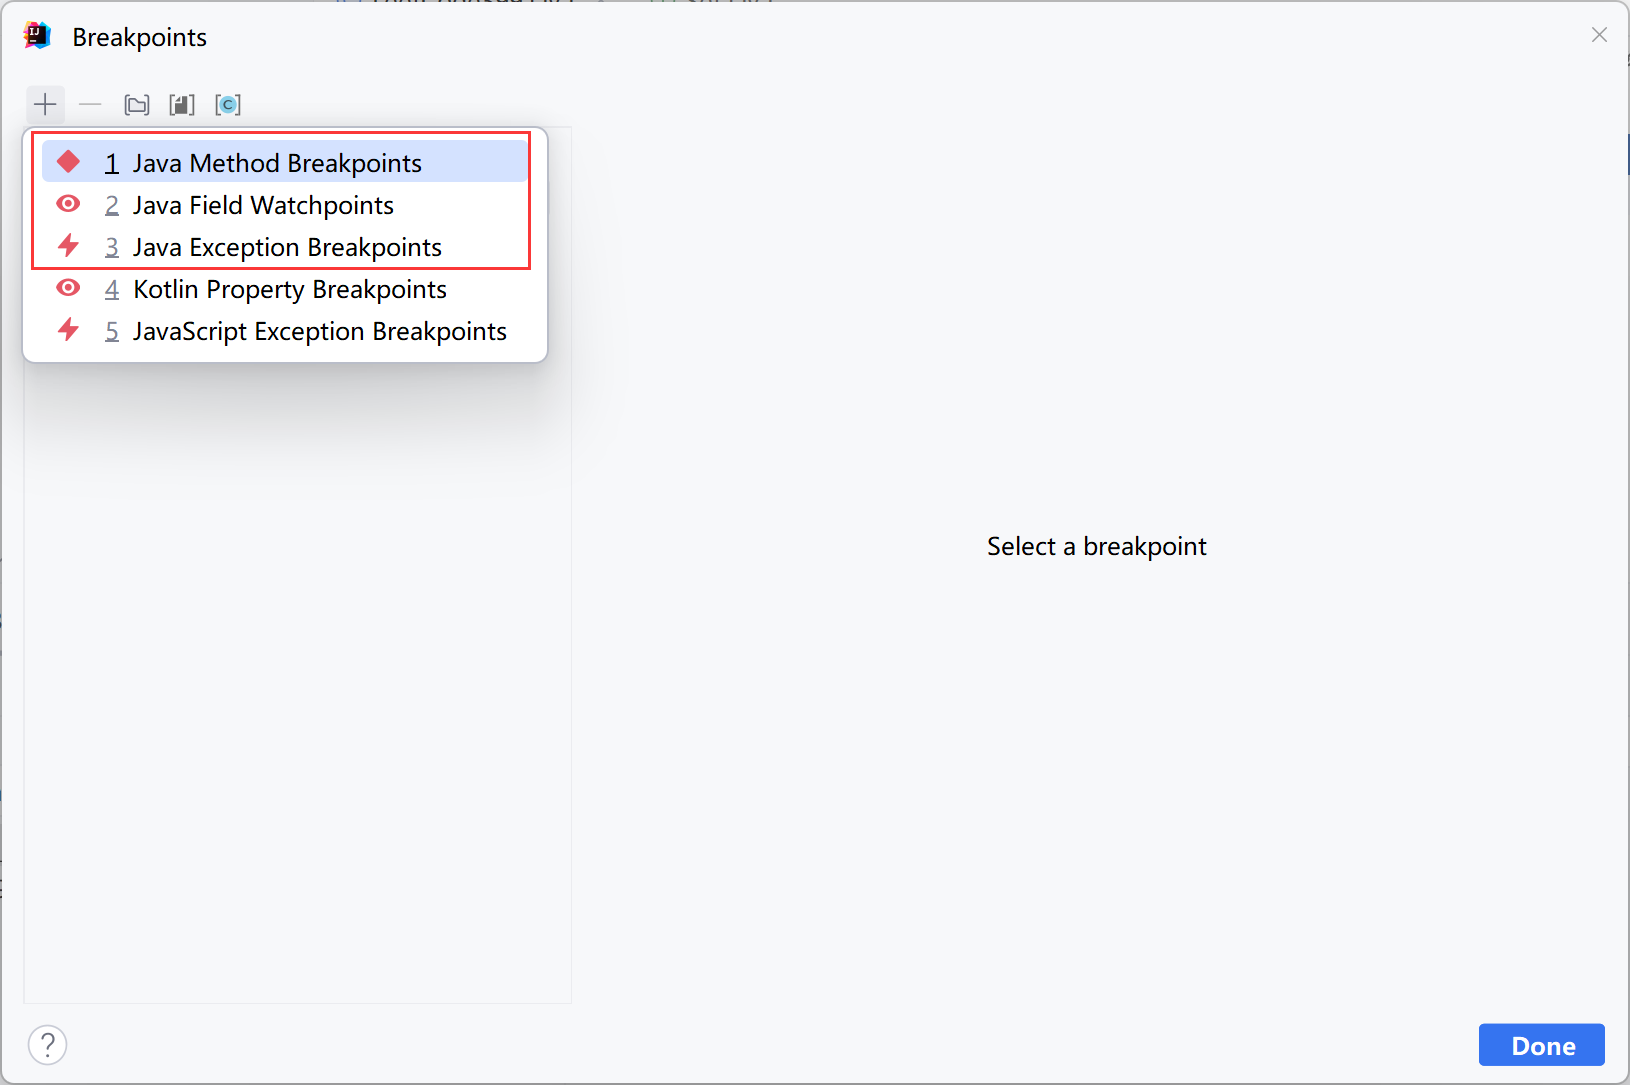 Breakpoints
1 Java Method Breakpoints
2 Java Field Watchpoints
3 Java Exception Breakpoints
4 Kotlin Property Breakpoints
5 JavaScript Exception Breakpoints
Select a breakpoint
? Done